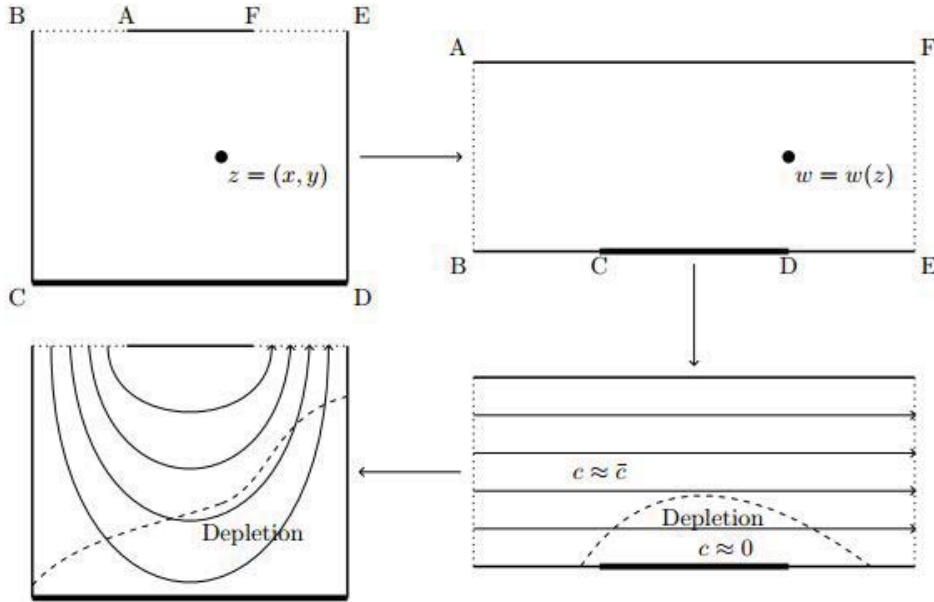 B A F E
z = (x, y)
C D
A F
w = w(z)
B C D E
Depletion
c ≈ c̄
Depletion
c ≈ 0